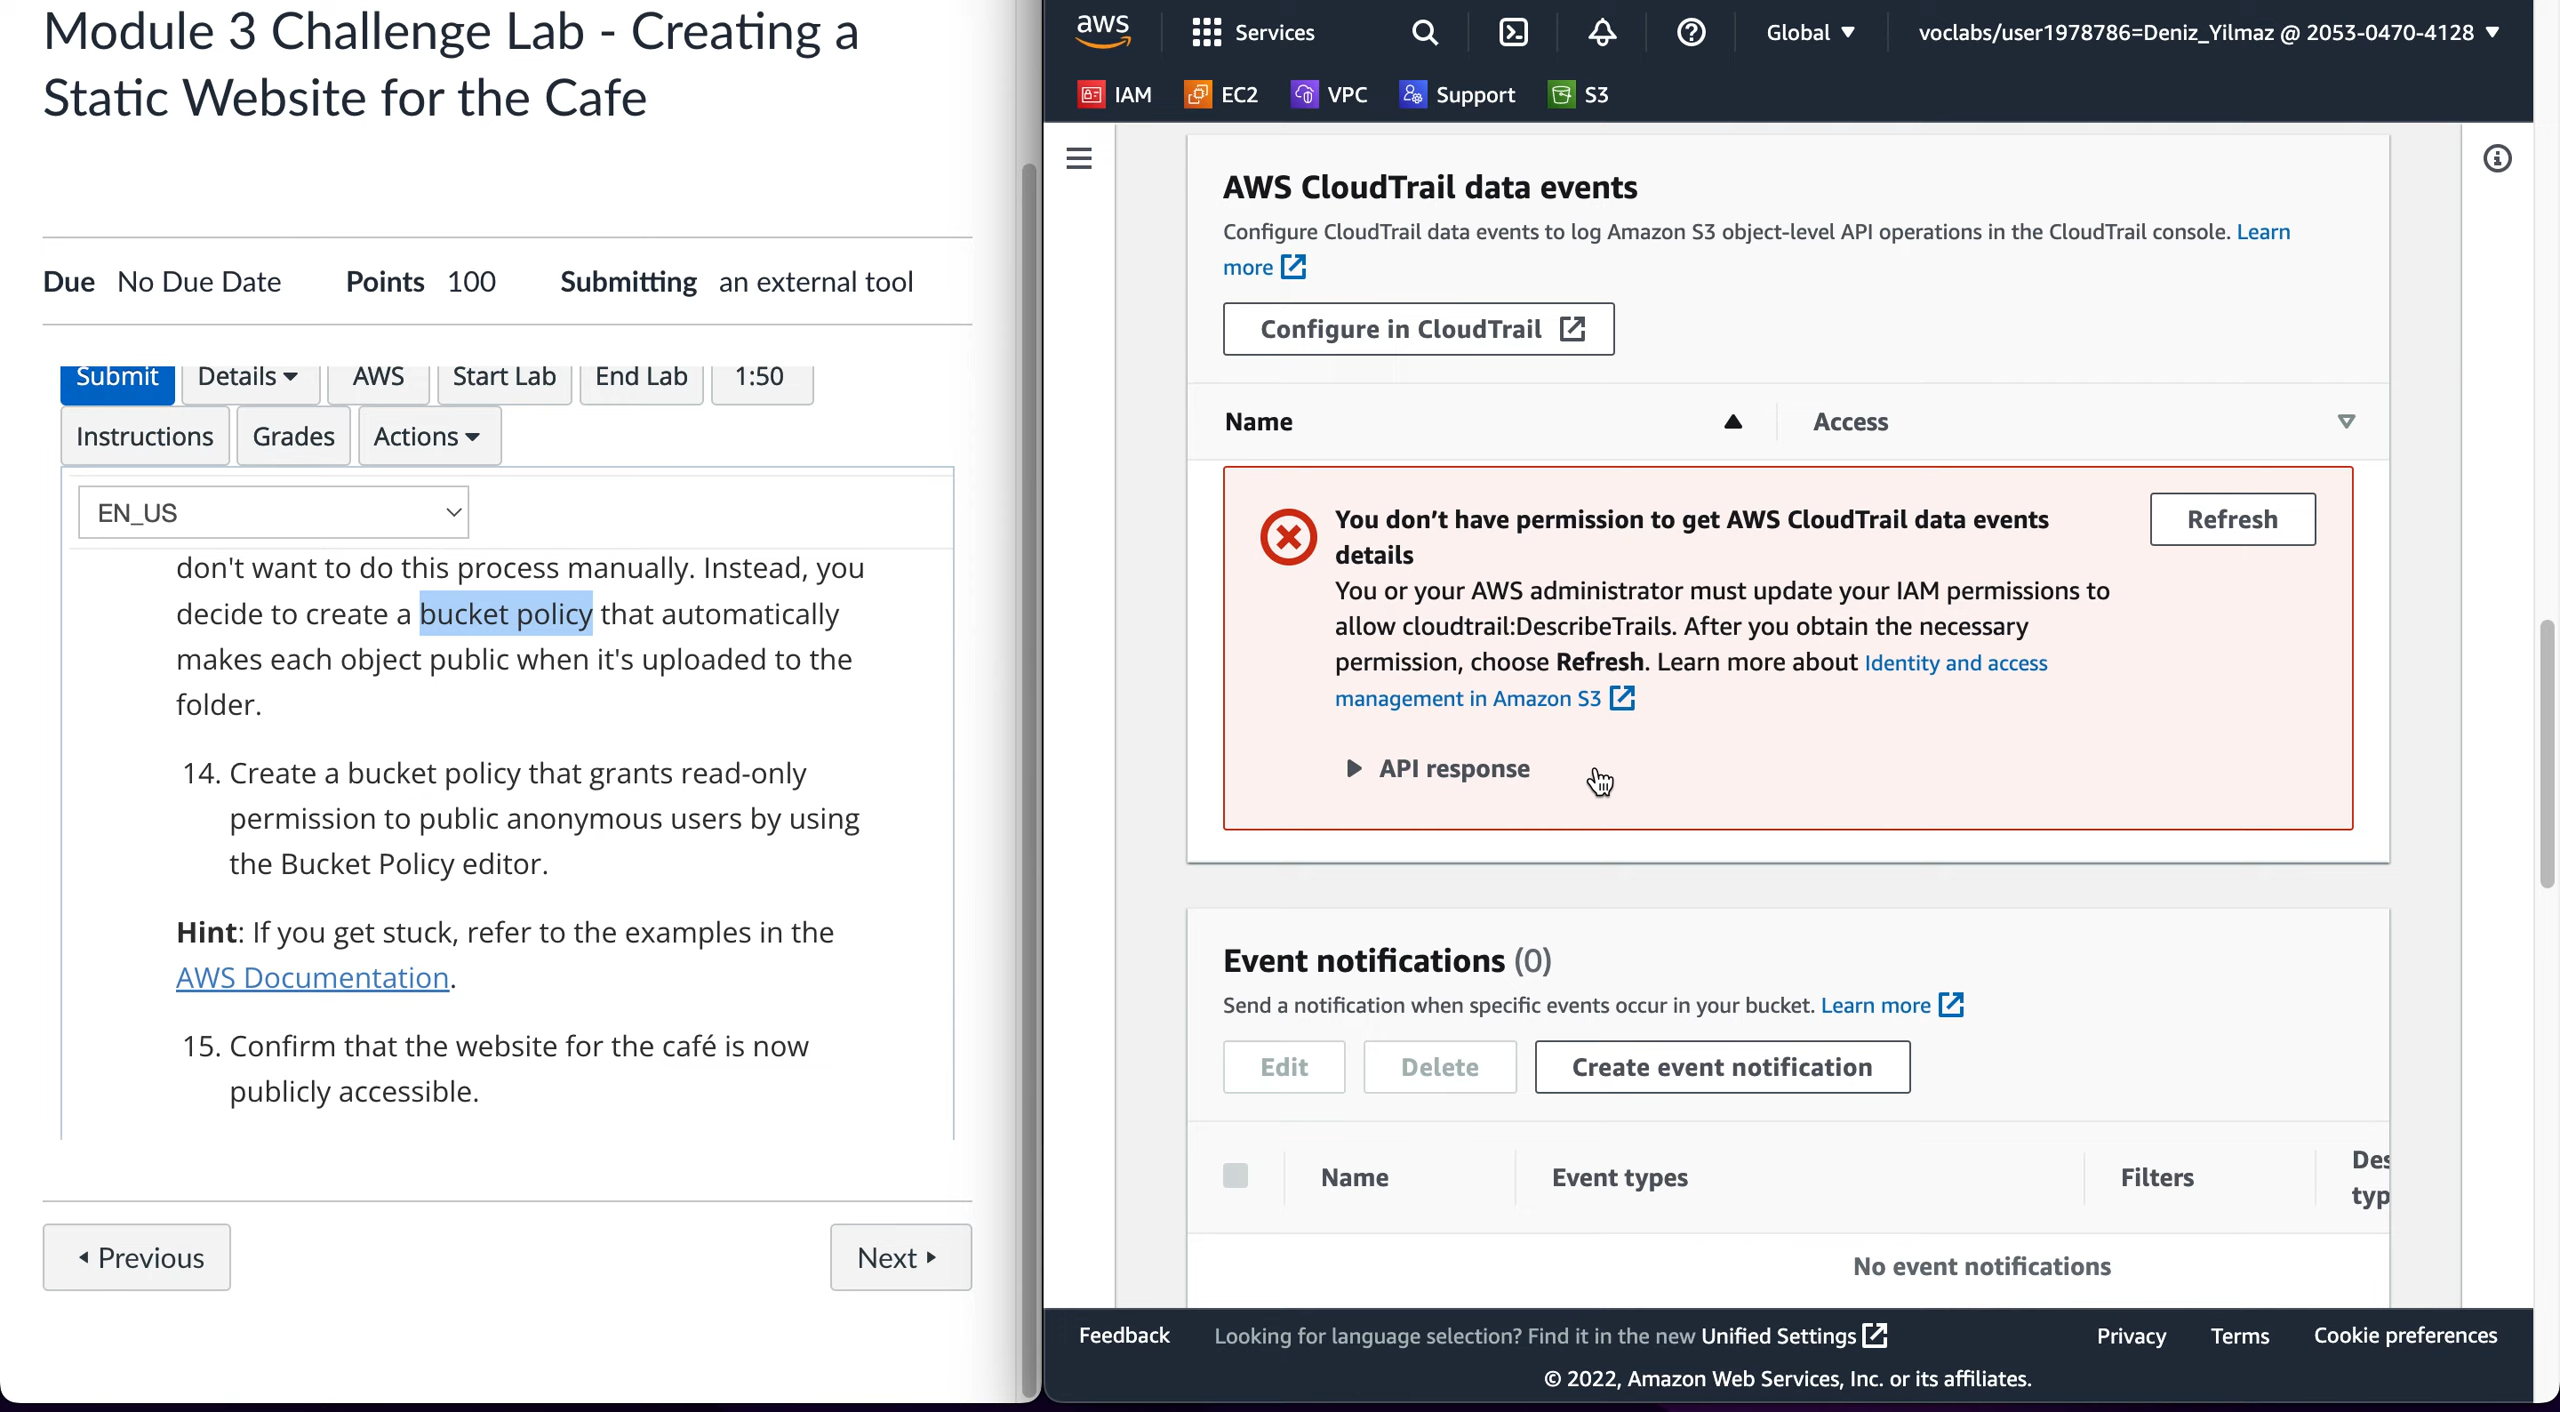 Module 3 Challenge Lab - Creating a
Static Website for the Cafe
Due No Due Date Points 100 Submitting an external tool
Submit Details AWS Start Lab End Lab 1:50
Instructions Grades Actions
EN_US
don't want to do this process manually. Instead, you
decide to create a bucket policy that automatically
makes each object public when it's uploaded to the
folder.
14. Create a bucket policy that grants read-only
permission to public anonymous users by using
the Bucket Policy editor.
Hint: If you get stuck, refer to the examples in the
AWS Documentation.
15. Confirm that the website for the café is now
publicly accessible.
Previous Next
aws Services Global voclabs/user1978786=Deniz_Yilmaz @ 2053-0470-4128
IAM EC2 VPC Support S3
AWS CloudTrail data events
Configure CloudTrail data events to log Amazon S3 object-level API operations in the CloudTrail console. Learn
more
Configure in CloudTrail
Name Access
You don’t have permission to get AWS CloudTrail data events
details
Refresh
You or your AWS administrator must update your IAM permissions to
allow cloudtrail:DescribeTrails. After you obtain the necessary
permission, choose Refresh. Learn more about Identity and access
management in Amazon S3
API response
Event notifications (0)
Send a notification when specific events occur in your bucket. Learn more
Edit Delete Create event notification
Name Event types Filters Des
typ
No event notifications
Feedback Looking for language selection? Find it in the new Unified Settings Privacy Terms Cookie preferences
© 2022, Amazon Web Services, Inc. or its affiliates.